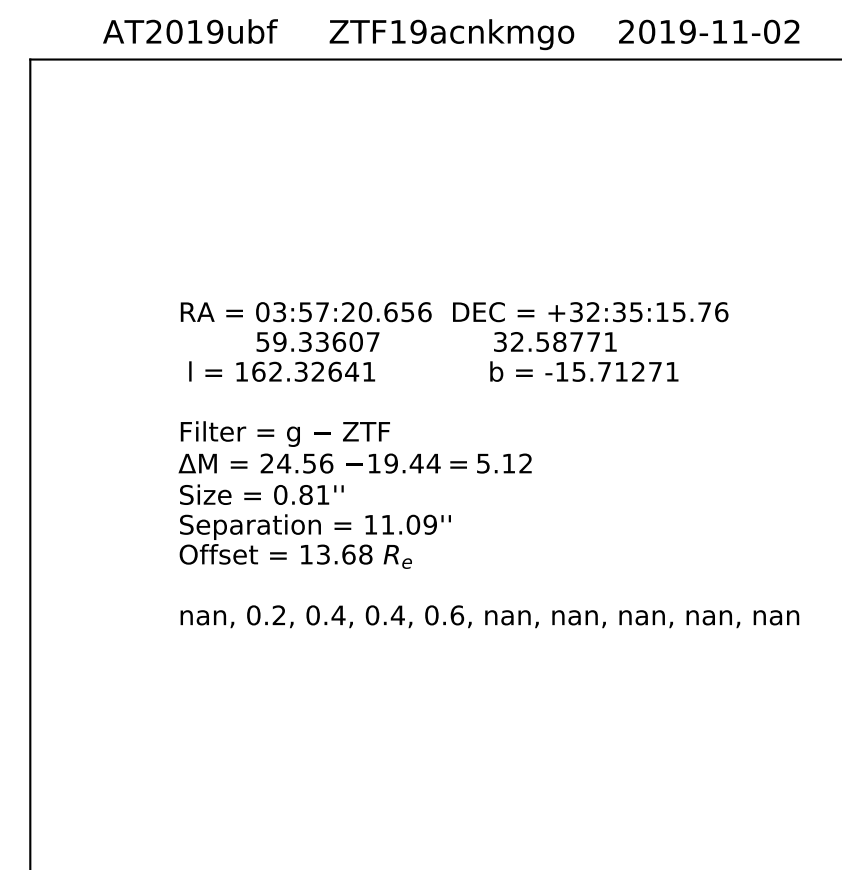 AT2019ubf ZTF19acnkmgo 2019-11-02
RA = 03:57:20.656 DEC = +32:35:15.76
59.33607 32.58771
l = 162.32641 b = -15.71271
Filter = g − ZTF
ΔM = 24.56 −19.44 = 5.12
Size = 0.81''
Separation = 11.09''
Offset = 13.68 Rₑ
nan, 0.2, 0.4, 0.4, 0.6, nan, nan, nan, nan, nan